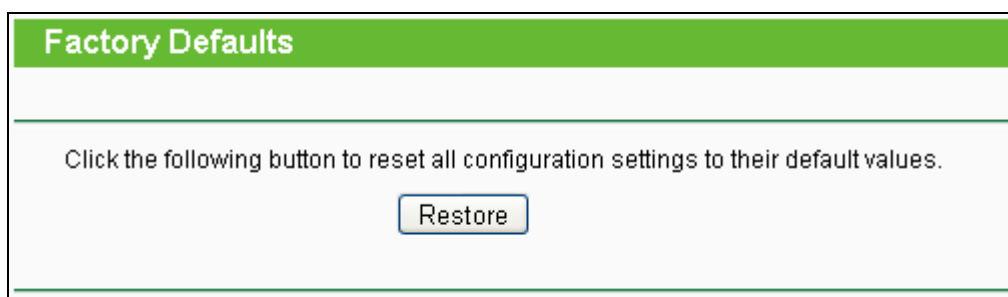 Factory Defaults
Click the following button to reset all configuration settings to their default values.
Restore